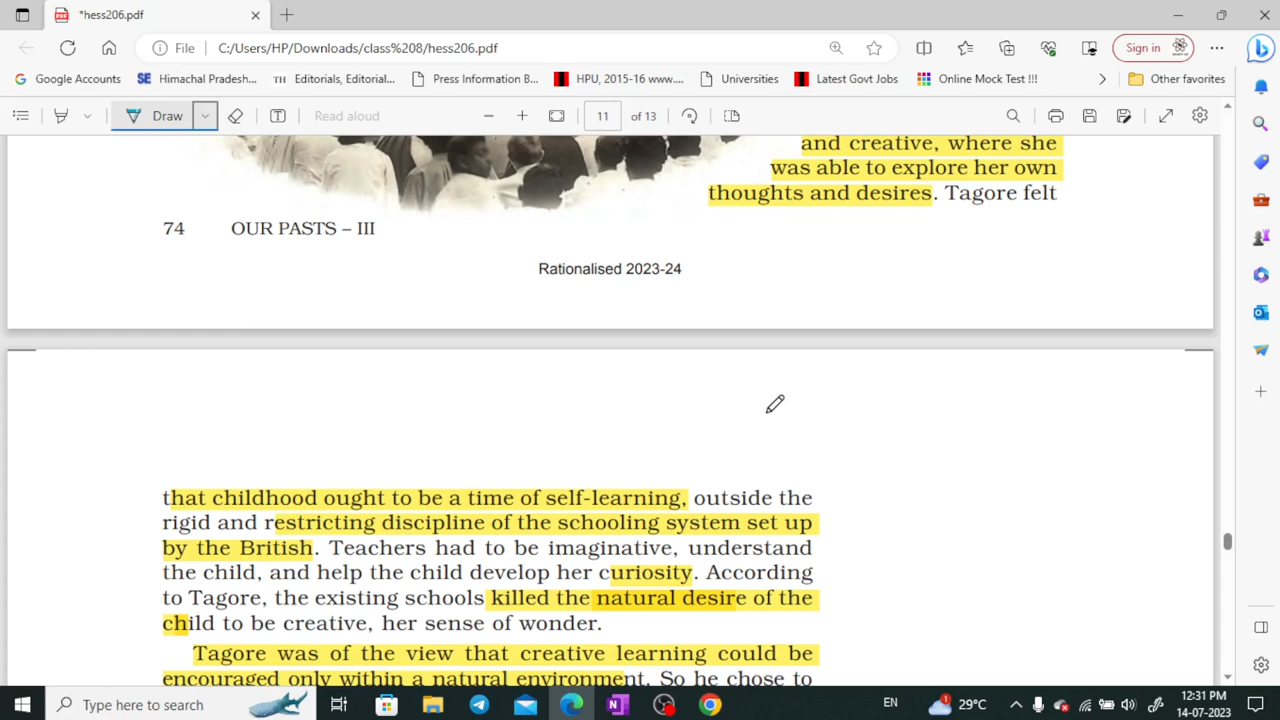 *hess206.pdf
File C:/Users/HP/Downloads/class%208/hess206.pdf Sign in
Google Accounts SE Himachal Pradesh... TH Editorials, Editorial... Press Information B... HPU, 2015-16 www.... Universities Latest Govt Jobs Online Mock Test !!! Other favorites
Draw Read aloud 11 of 13
and creative, where she
was able to explore her own
thoughts and desires. Tagore felt
74 OUR PASTS – III
Rationalised 2023-24
that childhood ought to be a time of self-learning, outside the
rigid and restricting discipline of the schooling system set up
by the British. Teachers had to be imaginative, understand
the child, and help the child develop her curiosity. According
to Tagore, the existing schools killed the natural desire of the
child to be creative, her sense of wonder.
Tagore was of the view that creative learning could be
encouraged only within a natural environment. So he chose to
Type here to search 1 29°C EN 12:31 PM
14-07-2023